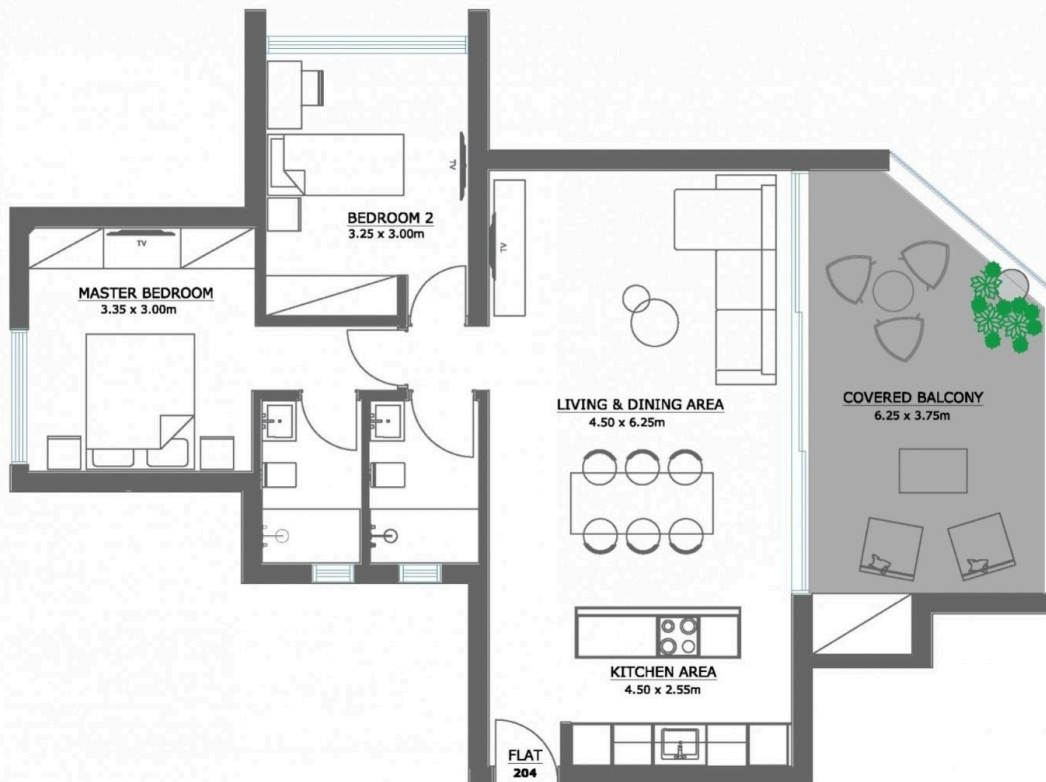 TV
BEDROOM 2
3.25 x 3.00m
TV
MASTER BEDROOM
3.35 x 3.00m
TV
LIVING & DINING AREA
4.50 x 6.25m
COVERED BALCONY
6.25 x 3.75m
KITCHEN AREA
4.50 x 2.55m
FLAT
204